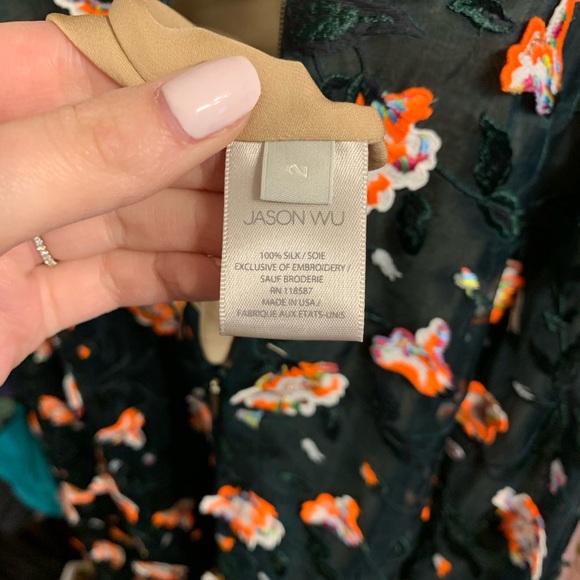 2
JASON WU
100% SILK / SOIE
EXCLUSIVE OF EMBROIDERY /
SAUF BRODERIE
RN 118587
MADE IN USA /
FABRIQUE AUX ETATS-UNIS